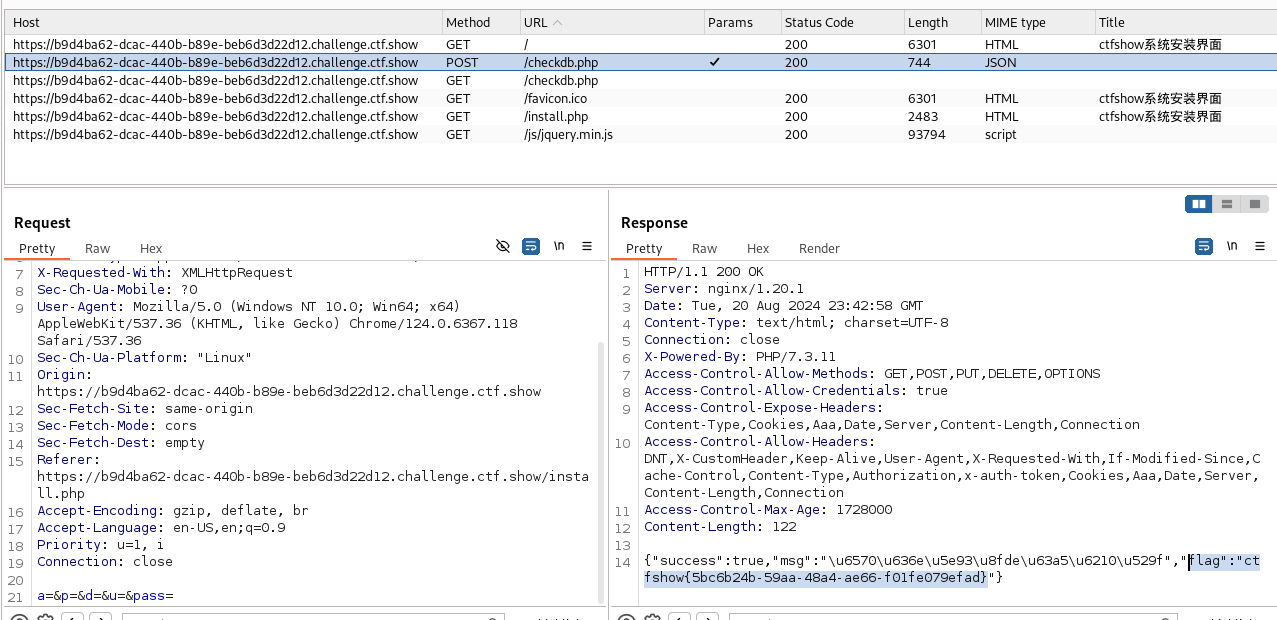 Host Method URL Params Status Code Length MIME type Title
https://b9d4ba62-dcac-440b-b89e-beb6d3d22d12.challenge.ctf.show GET / 200 6301 HTML ctfshow系统安装界面
https://b9d4ba62-dcac-440b-b89e-beb6d3d22d12.challenge.ctf.show POST /checkdb.php ✓ 200 744 JSON
https://b9d4ba62-dcac-440b-b89e-beb6d3d22d12.challenge.ctf.show GET /checkdb.php
https://b9d4ba62-dcac-440b-b89e-beb6d3d22d12.challenge.ctf.show GET /favicon.ico 200 6301 HTML ctfshow系统安装界面
https://b9d4ba62-dcac-440b-b89e-beb6d3d22d12.challenge.ctf.show GET /install.php 200 2483 HTML ctfshow系统安装界面
https://b9d4ba62-dcac-440b-b89e-beb6d3d22d12.challenge.ctf.show GET /js/jquery.min.js 200 93794 script
Request
Pretty Raw Hex \n
7 X-Requested-With: XMLHttpRequest
8 Sec-Ch-Ua-Mobile: ?0
9 User-Agent: Mozilla/5.0 (Windows NT 10.0; Win64; x64)
AppleWebKit/537.36 (KHTML, like Gecko) Chrome/124.0.6367.118
Safari/537.36
10 Sec-Ch-Ua-Platform: "Linux"
11 Origin:
https://b9d4ba62-dcac-440b-b89e-beb6d3d22d12.challenge.ctf.show
12 Sec-Fetch-Site: same-origin
13 Sec-Fetch-Mode: cors
14 Sec-Fetch-Dest: empty
15 Referer:
https://b9d4ba62-dcac-440b-b89e-beb6d3d22d12.challenge.ctf.show/insta
ll.php
16 Accept-Encoding: gzip, deflate, br
17 Accept-Language: en-US,en;q=0.9
18 Priority: u=1, i
19 Connection: close
20
21 a=&p=&d=&u=&pass=
Response
Pretty Raw Hex Render \n
1 HTTP/1.1 200 OK
2 Server: nginx/1.20.1
3 Date: Tue, 20 Aug 2024 23:42:58 GMT
4 Content-Type: text/html; charset=UTF-8
5 Connection: close
6 X-Powered-By: PHP/7.3.11
7 Access-Control-Allow-Methods: GET,POST,PUT,DELETE,OPTIONS
8 Access-Control-Allow-Credentials: true
9 Access-Control-Expose-Headers:
Content-Type,Cookies,Aaa,Date,Server,Content-Length,Connection
10 Access-Control-Allow-Headers:
DNT,X-CustomHeader,Keep-Alive,User-Agent,X-Requested-With,If-Modified-Since,C
ache-Control,Content-Type,Authorization,x-auth-token,Cookies,Aaa,Date,Server,
Content-Length,Connection
11 Access-Control-Max-Age: 1728000
12 Content-Length: 122
13
14 {"success":true,"msg":"\u6570\u636e\u5e93\u8fde\u63a5\u6210\u529f","flag":"ct
fshow{5bc6b24b-59aa-48a4-ae66-f01fe079efad}"}